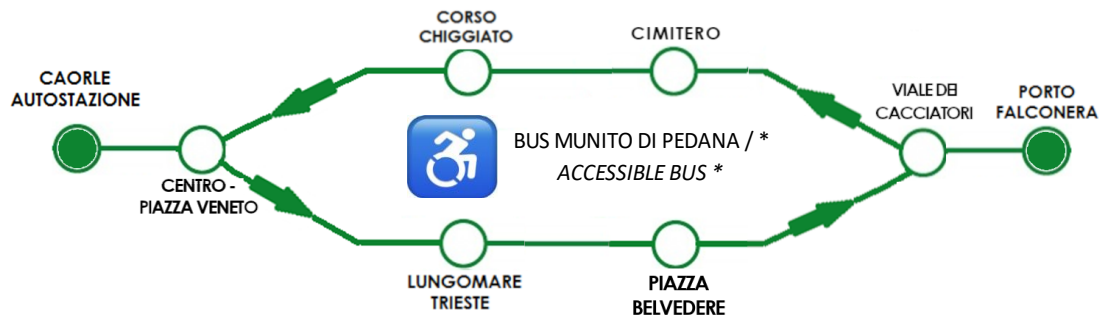 CAORLE
AUTOSTAZIONE
CENTRO -
PIAZZA VENETO
CORSO
CHIGGIATO
CIMITERO
BUS MUNITO DI PEDANA / *
ACCESSIBLE BUS *
LUNGOMARE
TRIESTE
PIAZZA
BELVEDERE
VIALE DEI
CACCIATORI
PORTO
FALCONERA